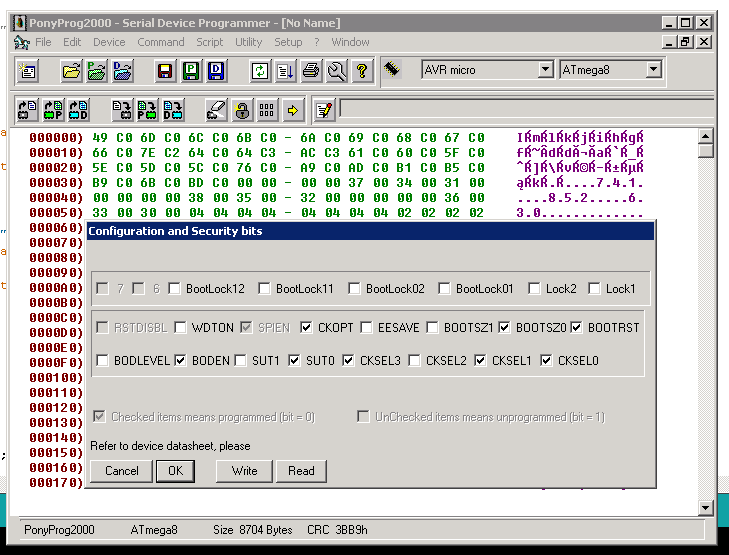 PonyProg2000 - Serial Device Programmer - [No Name]
File Edit Device Command Script Utility Setup ? Window
AVR micro ATmega8
000000) 49 C0 6D C0 6C C0 6B C0 - 6A C0 69 C0 68 C0 67 C0 IŔmŔlŔkŔjŔiŔhŔgŔ
000010) 66 C0 7E C2 64 C0 64 C3 - AC C3 61 C0 60 C0 5F C0 fŔ~ÂdŔdĂ¬ĂaŔ`Ŕ_Ŕ
000020) 5E C0 5D C0 5C C0 76 C0 - A9 C0 AD C0 B1 C0 B5 C0 ^Ŕ]Ŕ\ŔvŔ©Ŕ-Ŕ±ŔµŔ
000030) B9 C0 6B C0 BD C0 00 00 - 00 00 37 00 34 00 31 00 ąŔkŔ.Ŕ....7.4.1.
000040) 00 00 00 00 38 00 35 00 - 32 00 00 00 00 00 36 00 ....8.5.2.....6.
000050) 33 00 30 00 04 04 04 04 - 04 04 04 04 02 02 02 02 3.0.............
000060)
Configuration and Security bits
000070)
000080)
000090)
0000A0) 7 6 BootLock12 BootLock11 BootLock02 BootLock01 Lock2 Lock1
0000B0)
0000C0)
0000D0) RSTDISBL WDTON SPIEN CKOPT EESAVE BOOTSZ1 BOOTSZ0 BOOTRST
0000E0)
0000F0) BODLEVEL BODEN SUT1 SUT0 CKSEL3 CKSEL2 CKSEL1 CKSEL0
000100)
000110)
000120) Checked items means programmed (bit = 0) UnChecked items means unprogrammed (bit = 1)
000130)
000140) Refer to device datasheet, please
000150)
000160) Cancel OK Write Read
000170)
PonyProg2000 ATmega8 Size 8704 Bytes CRC 3BB9h